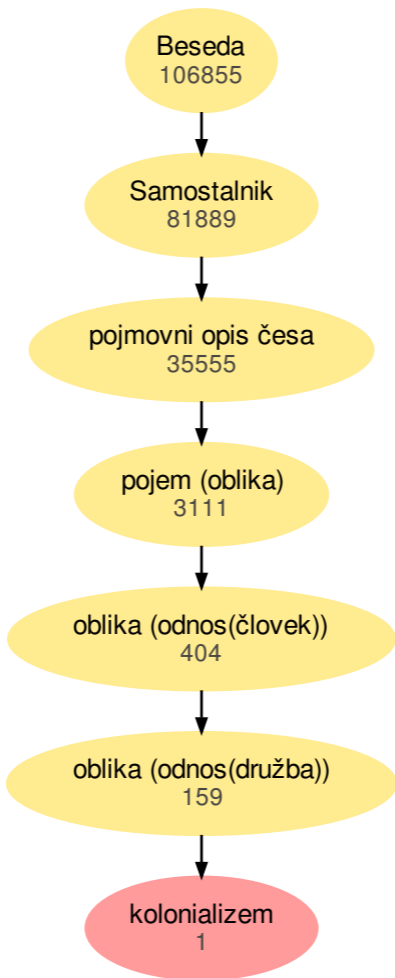 Beseda
106855
Samostalnik
81889
pojmovni opis česa
35555
pojem (oblika)
3111
oblika (odnos(človek))
404
oblika (odnos(družba))
159
kolonializem
1